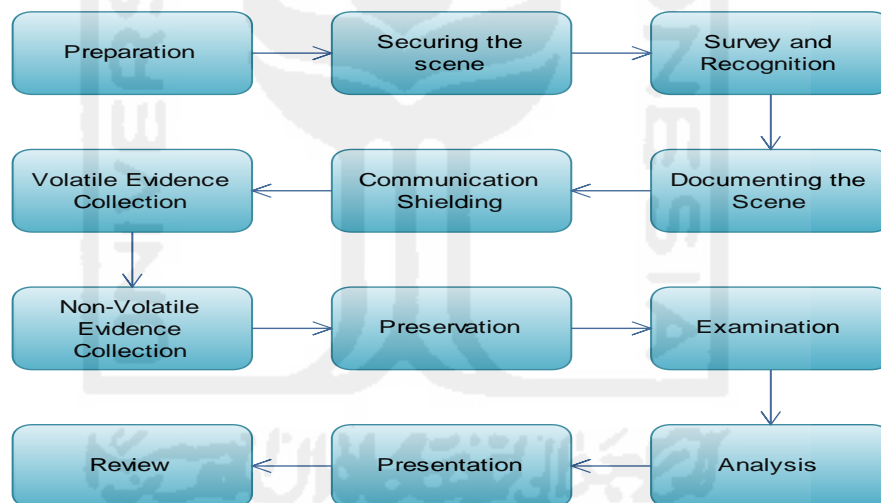 Preparation
Securing the
scene
Survey and
Recognition
Volatile Evidence
Collection
Communication
Shielding
Documenting the
Scene
Non-Volatile
Evidence
Collection
Preservation
Examination
Review
Presentation
Analysis